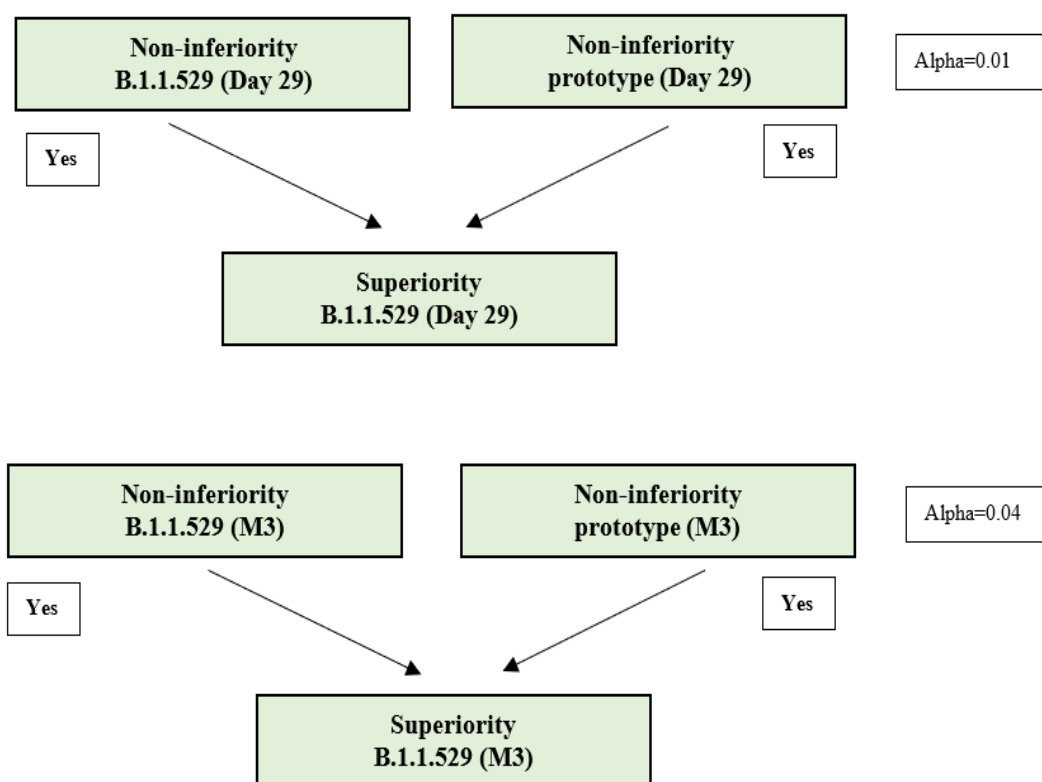 Non-inferiority
B.1.1.529 (Day 29)
Non-inferiority
prototype (Day 29)
Alpha=0.01
Yes
Yes
Superiority
B.1.1.529 (Day 29)
Non-inferiority
B.1.1.529 (M3)
Non-inferiority
prototype (M3)
Alpha=0.04
Yes
Yes
Superiority
B.1.1.529 (M3)